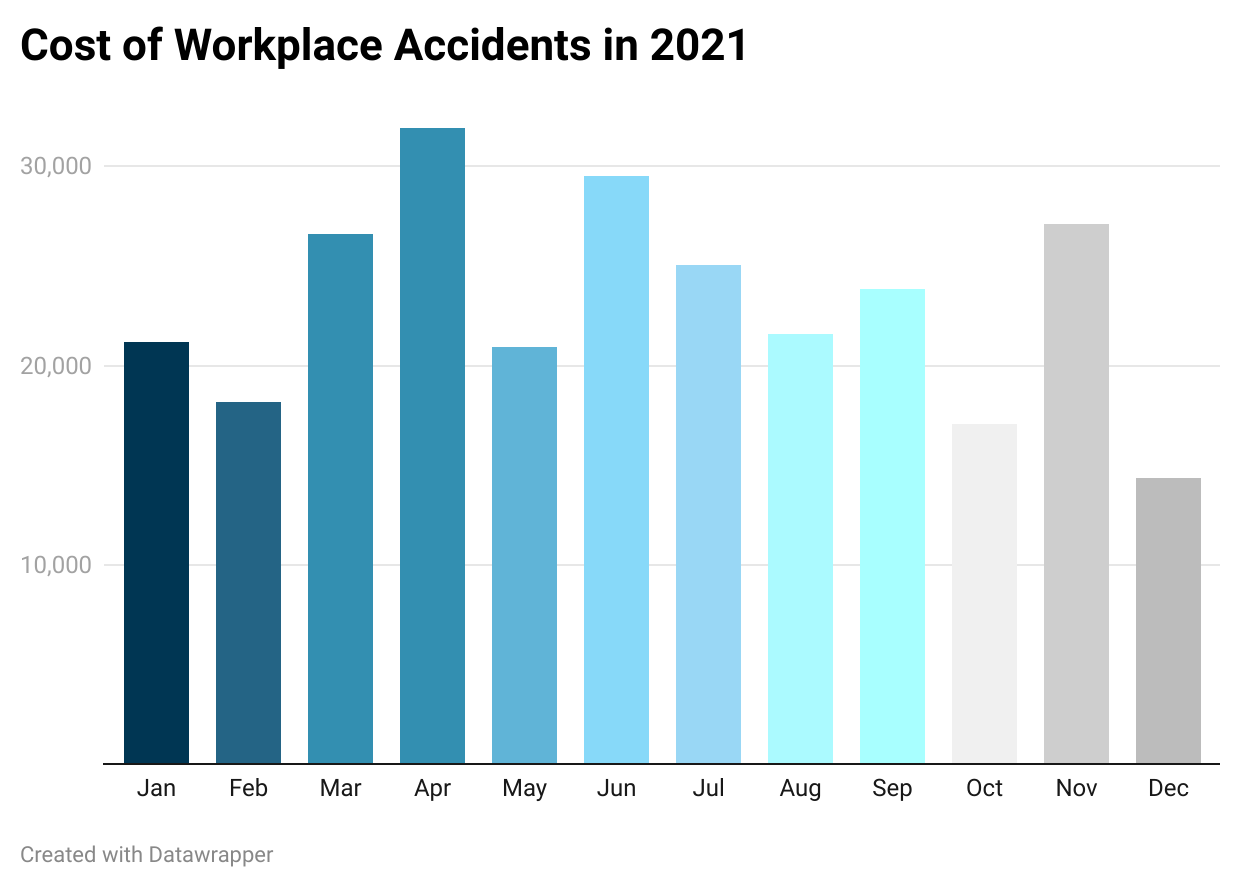 Cost of Workplace Accidents in 2021
30,000
20,000
10,000
Jan Feb Mar Apr May Jun Jul Aug Sep Oct Nov Dec
Created with Datawrapper